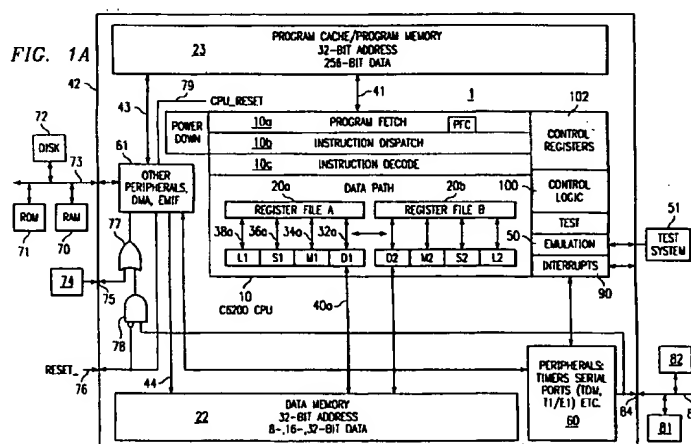 FIG. 1A
PROGRAM CACHE/PROGRAM MEMORY
32-BIT ADDRESS
256-BIT DATA
23
42
79
CPU_RESET
43
41
1
102
72
DISK
73
61
OTHER
PERIPHERALS,
DMA, EMIF
POWER
DOWN
10a
PROGRAM FETCH
PFC
10b
INSTRUCTION DISPATCH
10c
INSTRUCTION DECODE
CONTROL
REGISTERS
20a
DATA PATH
20b
100
CONTROL
LOGIC
REGISTER FILE A
REGISTER FILE B
TEST
51
ROM
RAM
77
71
70
38a
36a
34a
32a
50
EMULATION
TEST
SYSTEM
L1
S1
M1
D1
D2
M2
S2
L2
INTERRUPTS
74
75
10
C6200 CPU
40a
90
78
RESET_
76
44
PERIPHERALS:
TIMERS SERIAL
PORTS (TDM,
T1/E1) ETC.
60
82
84
81
22
DATA MEMORY
32-BIT ADDRESS
8-,16-,32-BIT DATA